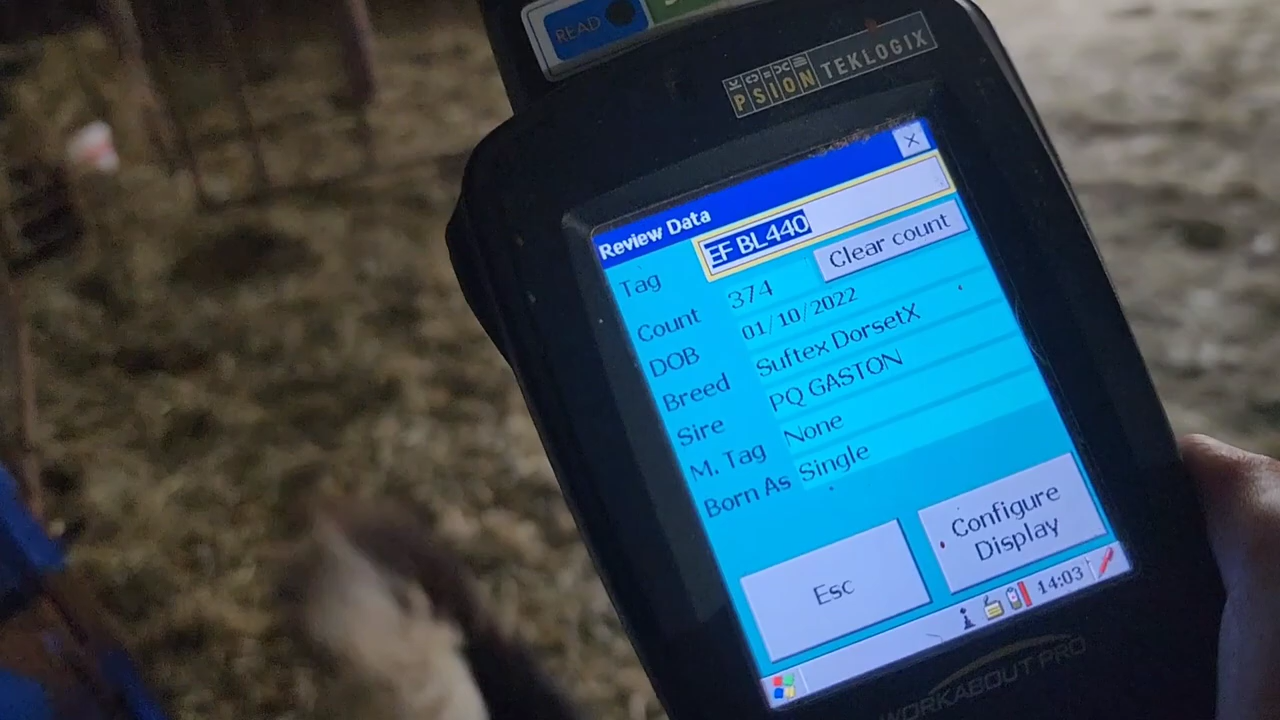 READ
PSION TEKLOGIX
Review Data
Tag EF BL440
Clear count
Count 374
DOB 01/10/2022
Breed Suftex DorsetX
Sire PQ GASTON
M. Tag None
Born As Single
Esc
Configure
Display
14:03
WORKABOUT PRO